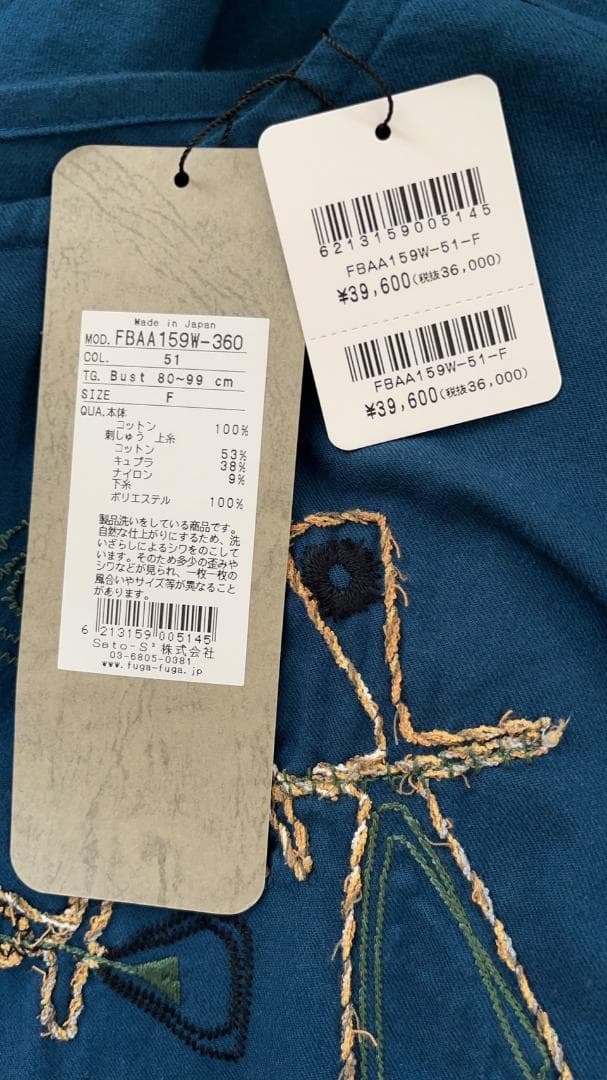 6213159005145
FBAA159W-51-F
¥39,600(税抜36,000)
FBAA159W-51-F
¥39,600(税抜36,000)
Made in Japan
MOD. FBAA159W-360
COL. 51
TG. Bust 80~99 cm
SIZE F
QUA.本体
コットン 100%
刺しゅう 上糸
コットン 53%
キュプラ 38%
ナイロン 9%
下糸
ポリエステル 100%
製品洗いをしている商品です。
自然な仕上がりにするため、洗
いざらしによるシワをのこして
います。そのため多少の歪みや
シワなどが見られ、一枚一枚の
風合いやサイズ等が異なること
があります。
6 213159 005145
Seto-S² 株式会社
03-6805-0381
www.fuga-fuga.jp